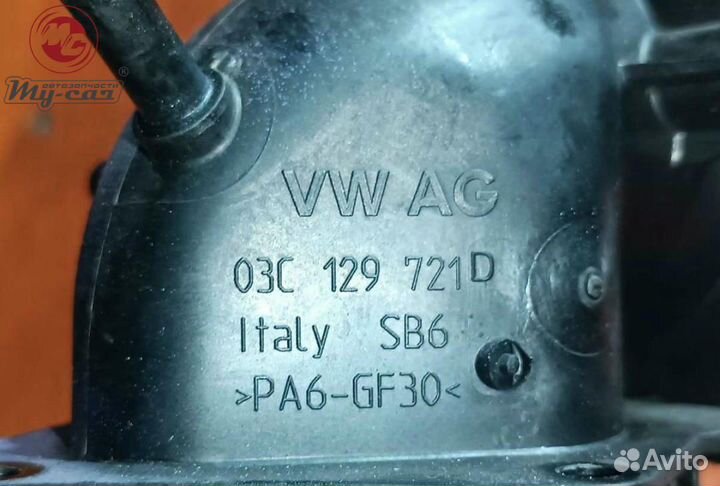 MC
автозапчасти
My-car®
VW AG
03C 129 721D
Italy SB6
>PA6-GF30<
Avito